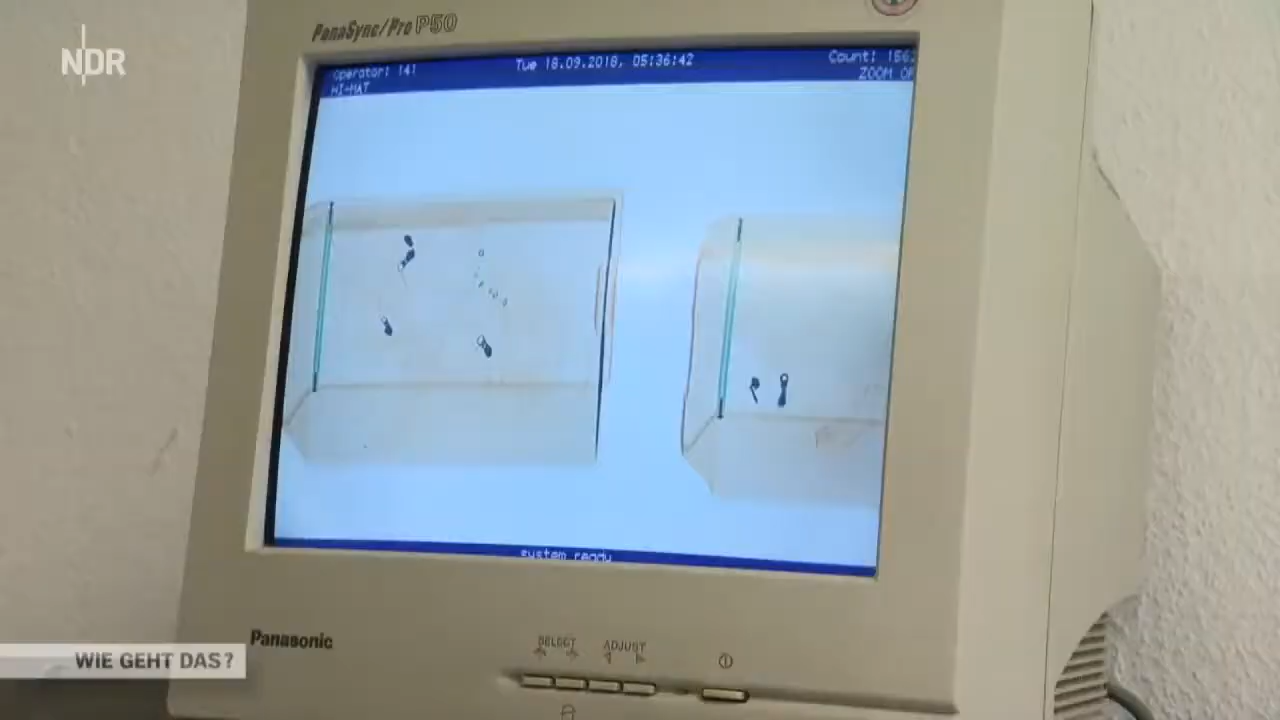 PanaSync/Pro P50
NDR
Operator: 141
Tue 18.09.2018, 05:36:42
Count: 156
HI-MAT
ZOOM
system ready
Panasonic
SELECT
ADJUST
WIE GEHT DAS?